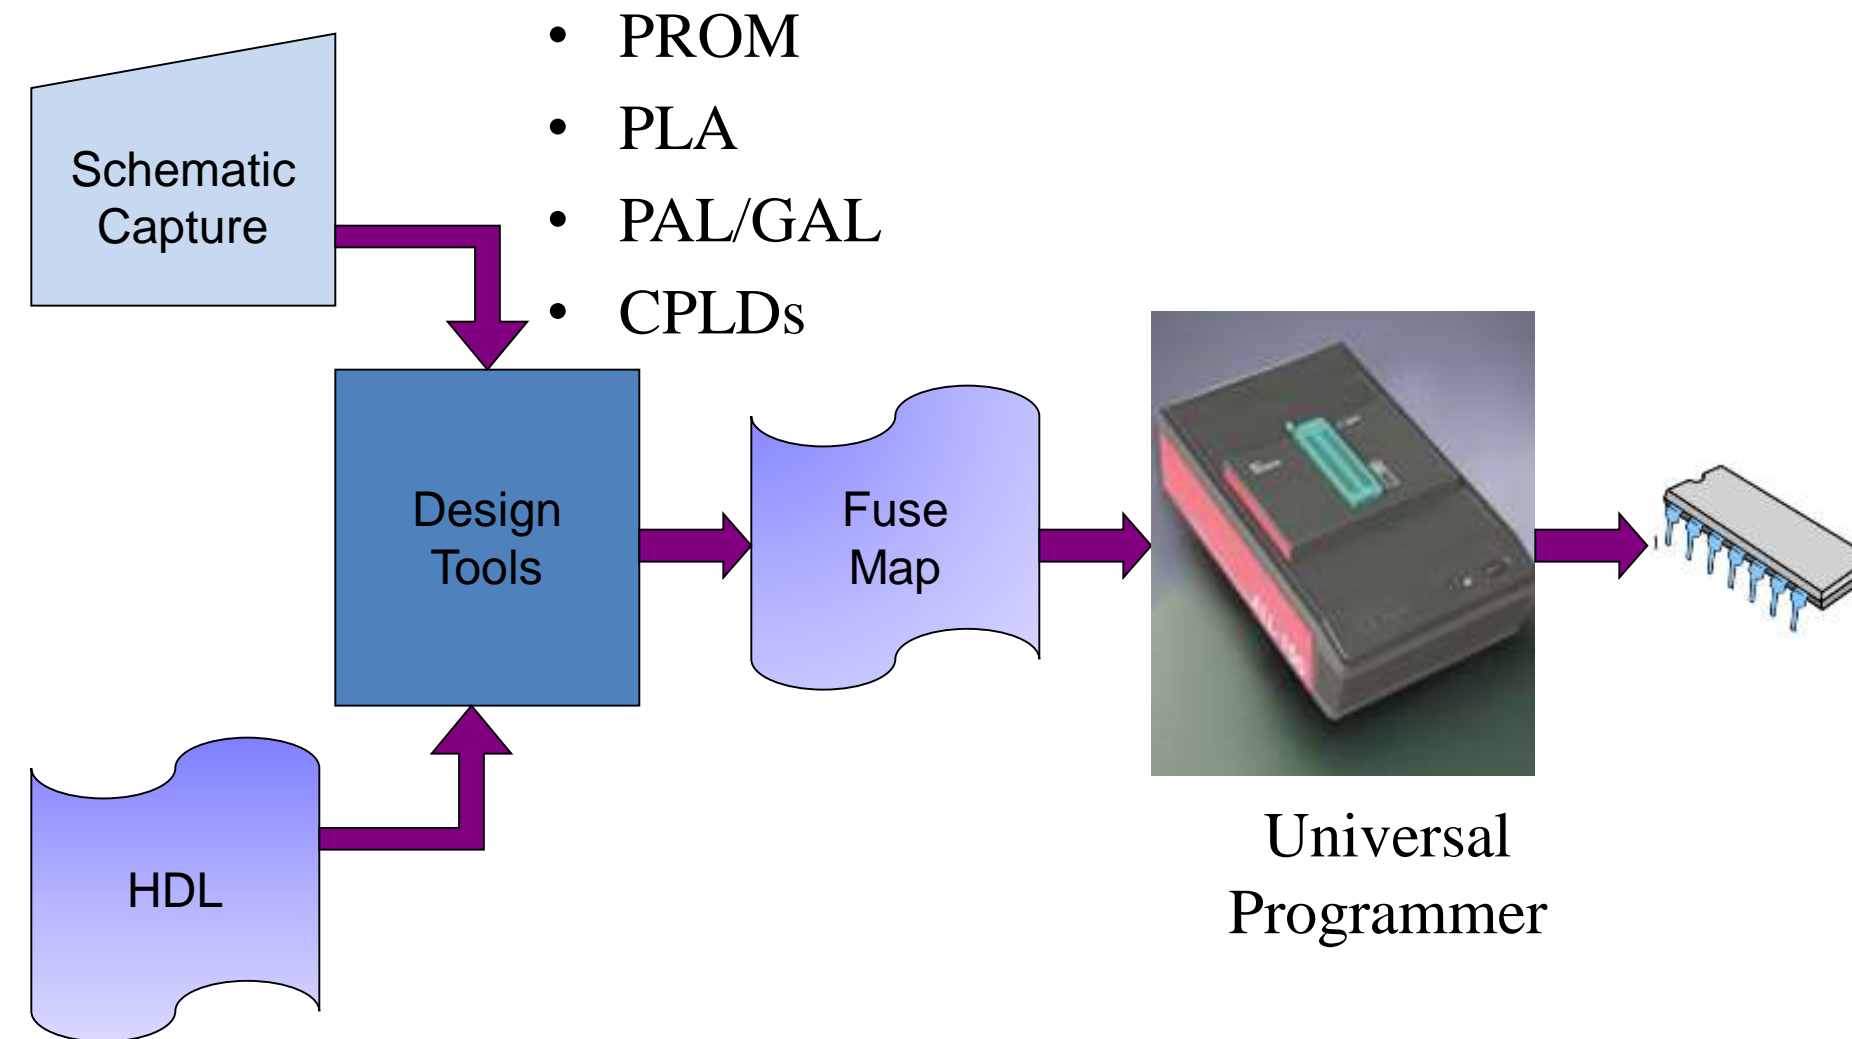 • PROM
• PLA
• PAL/GAL
• CPLDs
Schematic
Capture
Design
Tools
Fuse
Map
HDL
Universal
Programmer